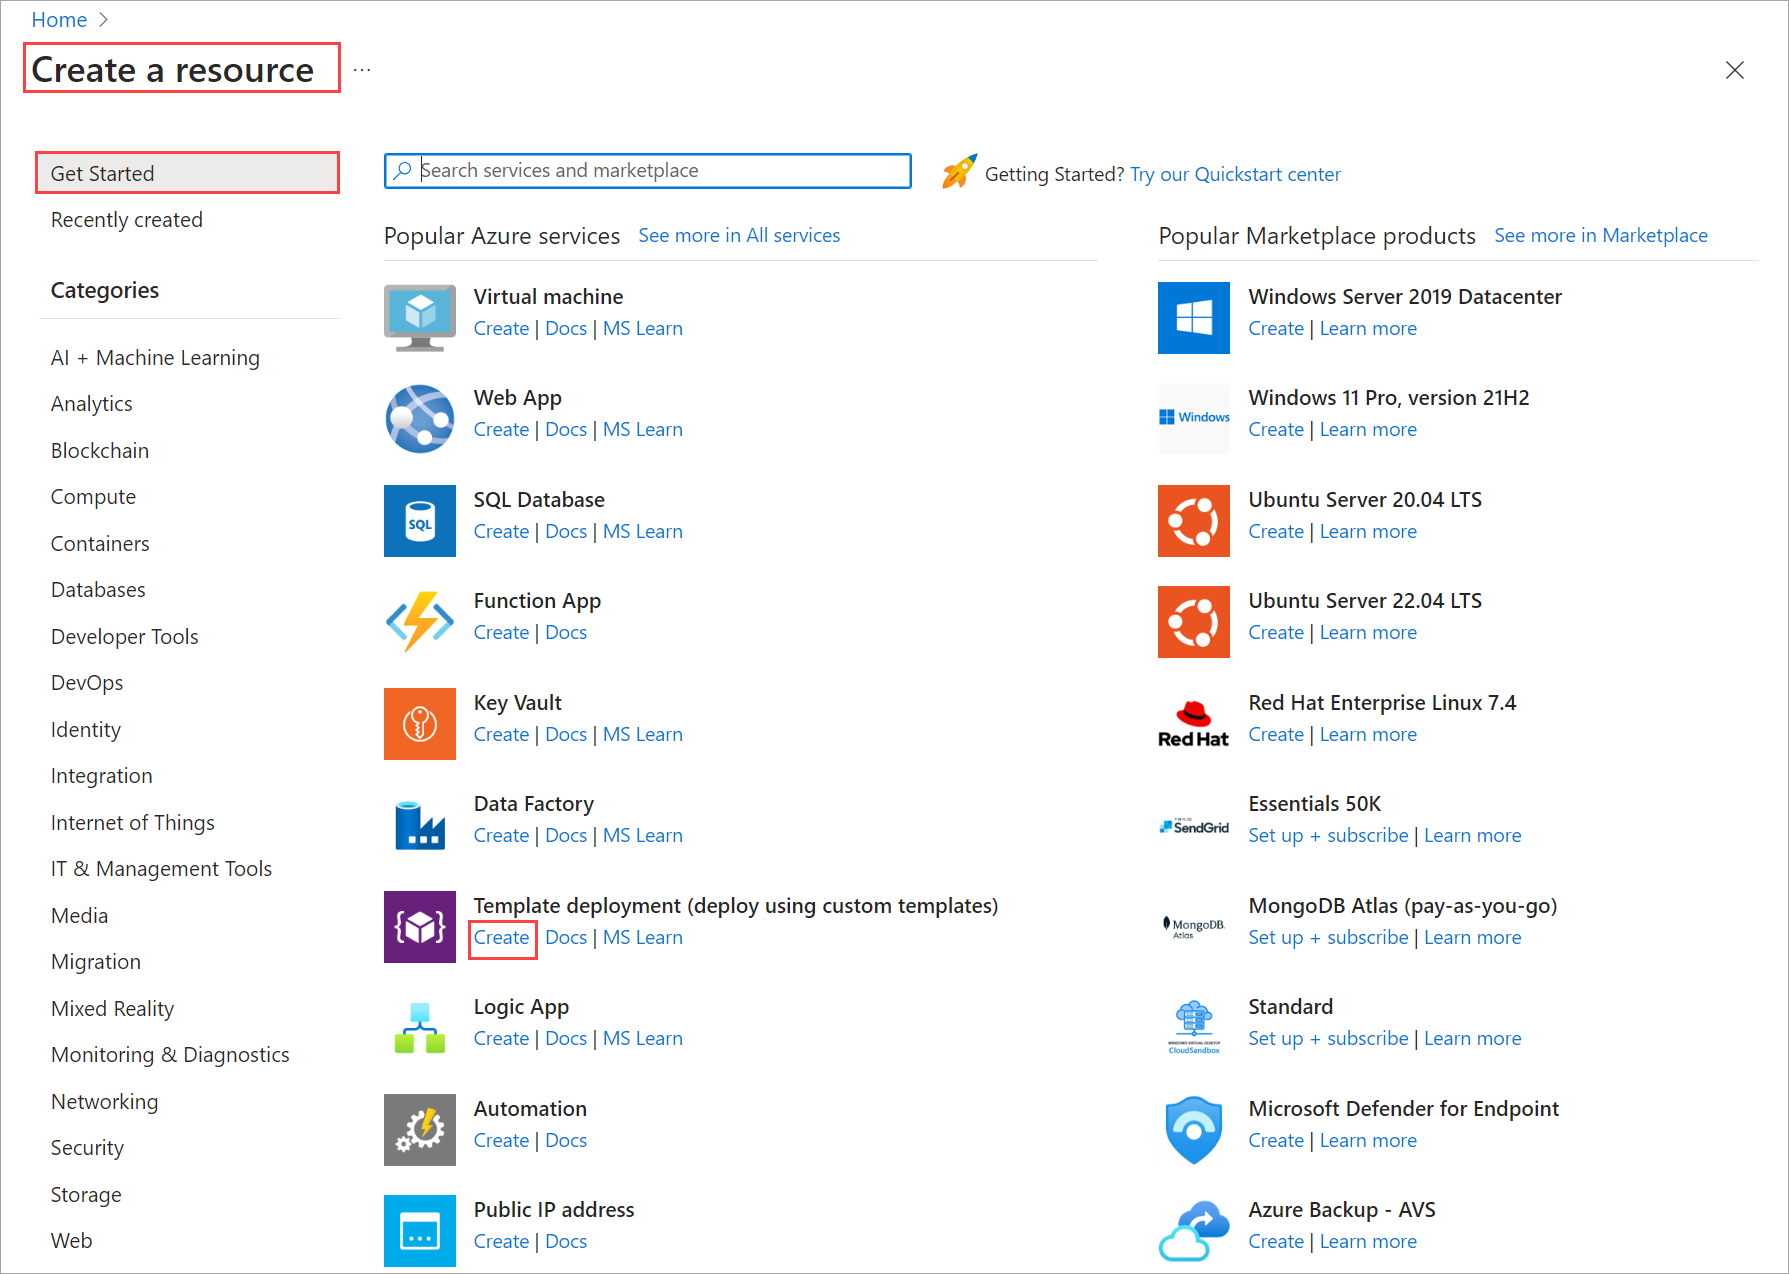 Home
Create a resource ...
Get Started
Recently created
Categories
AI + Machine Learning
Analytics
Blockchain
Compute
Containers
Databases
Developer Tools
DevOps
Identity
Integration
Internet of Things
IT & Management Tools
Media
Migration
Mixed Reality
Monitoring & Diagnostics
Networking
Security
Storage
Web
Search services and marketplace
Getting Started? Try our Quickstart center
Popular Azure services See more in All services
Virtual machine
Create | Docs | MS Learn
Web App
Create | Docs | MS Learn
SQL
SQL Database
Create | Docs | MS Learn
Function App
Create | Docs
Key Vault
Create | Docs | MS Learn
Data Factory
Create | Docs | MS Learn
Template deployment (deploy using custom templates)
Create Docs | MS Learn
Logic App
Create | Docs | MS Learn
Automation
Create | Docs
Public IP address
Create | Docs
Popular Marketplace products See more in Marketplace
Windows Server 2019 Datacenter
Create | Learn more
Windows
Windows 11 Pro, version 21H2
Create | Learn more
Ubuntu Server 20.04 LTS
Create | Learn more
Ubuntu Server 22.04 LTS
Create | Learn more
Red Hat
Red Hat Enterprise Linux 7.4
Create | Learn more
TWILIO
SendGrid
Essentials 50K
Set up + subscribe | Learn more
MongoDB.
Atlas
MongoDB Atlas (pay-as-you-go)
Set up + subscribe | Learn more
WINDOWS VIRTUAL DESKTOP
CloudSandbox
Standard
Set up + subscribe | Learn more
Microsoft Defender for Endpoint
Create | Learn more
Azure Backup - AVS
Create | Learn more